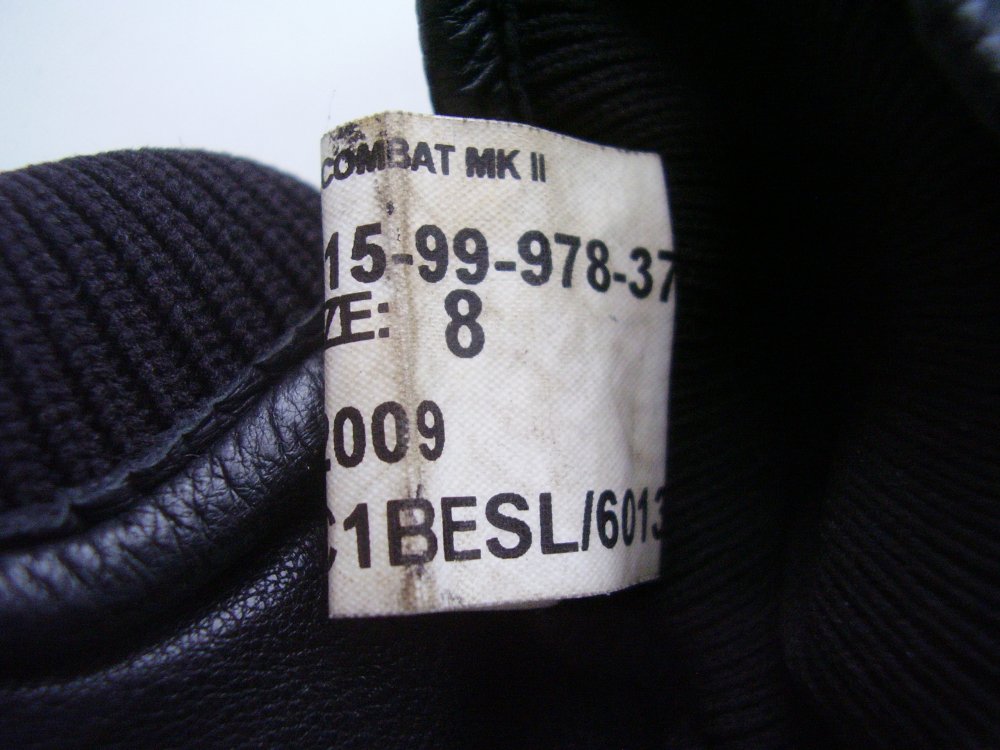 COMBAT MK II
15-99-978-37
ZE: 8
2009
C1BESL/6013